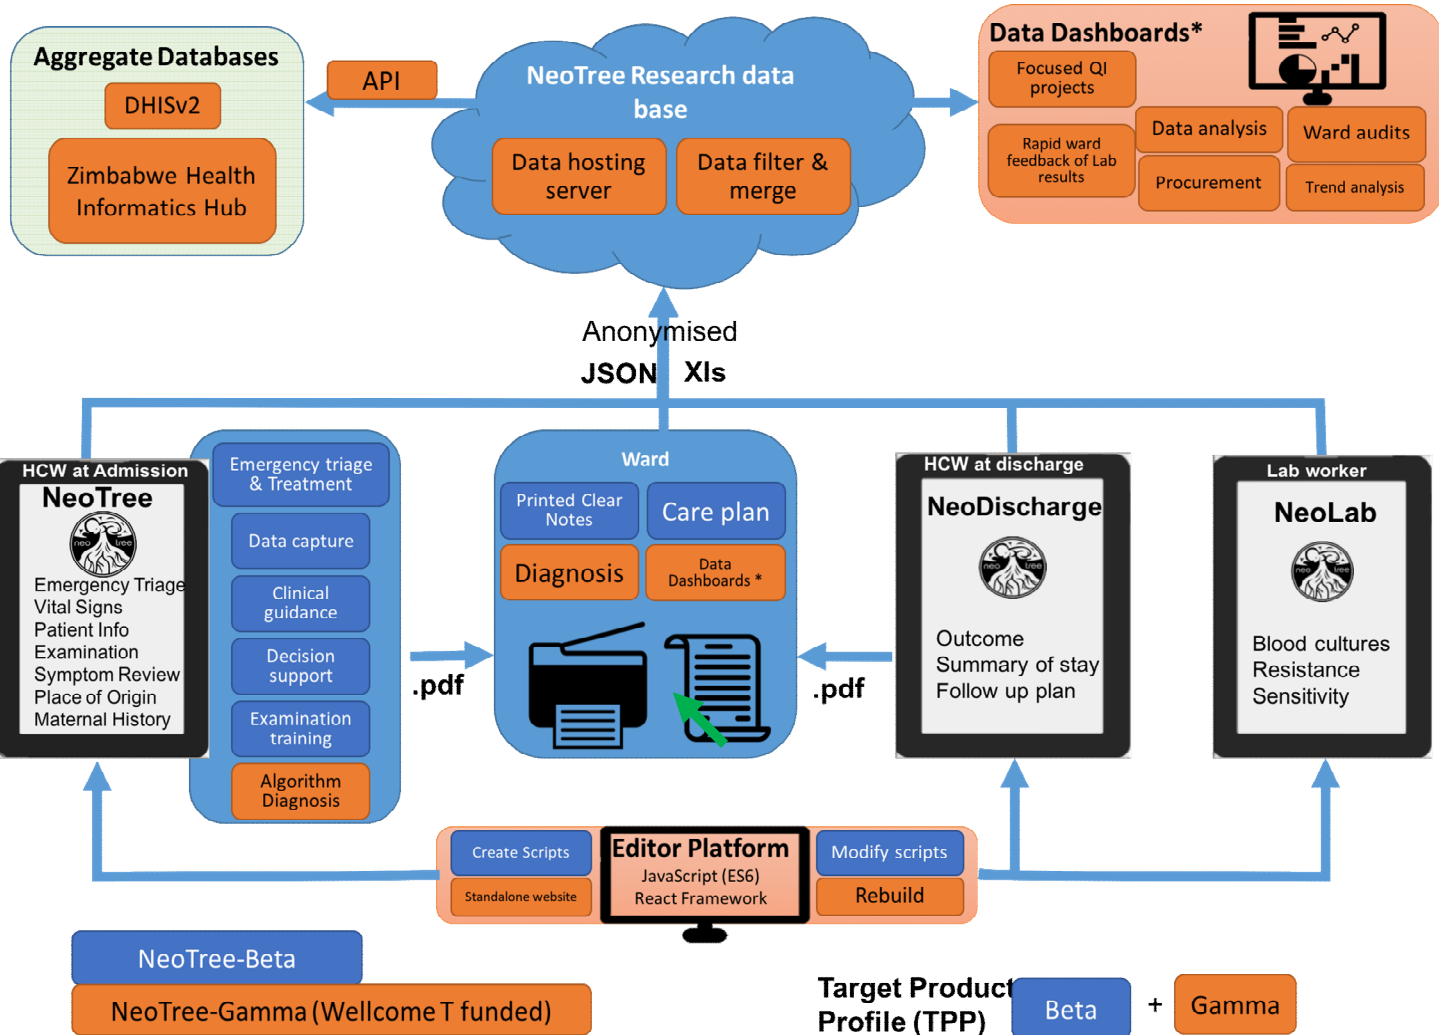 Aggregate Databases
DHISv2
Zimbabwe Health
Informatics Hub
API
NeoTree Research data
base
Data hosting
server
Data filter &
merge
Data Dashboards*
Focused QI
projects
Rapid ward
feedback of Lab
results
Data analysis
Procurement
Ward audits
Trend analysis
Anonymised
JSON
Xls
HCW at Admission
NeoTree
neo tree
Emergency Triage
Vital Signs
Patient Info
Examination
Symptom Review
Place of Origin
Maternal History
Emergency triage
& Treatment
Data capture
Clinical
guidance
Decision
support
Examination
training
Algorithm
Diagnosis
.pdf
Ward
Printed Clear
Notes
Care plan
Diagnosis
Data
Dashboards *
.pdf
HCW at discharge
NeoDischarge
neo tree
Outcome
Summary of stay
Follow up plan
Lab worker
NeoLab
neo tree
Blood cultures
Resistance
Sensitivity
Create Scripts
Standalone website
Editor Platform
JavaScript (ES6)
React Framework
Modify scripts
Rebuild
NeoTree-Beta
NeoTree-Gamma (Wellcome T funded)
Target Product
Profile (TPP)
Beta
+
Gamma